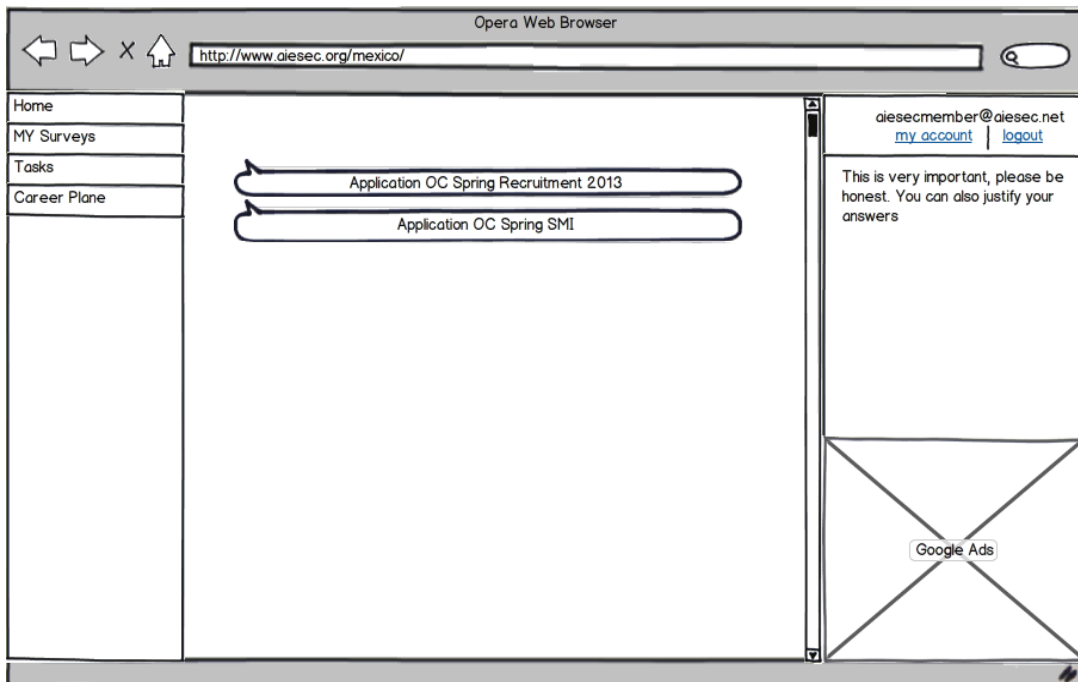 Opera Web Browser
http://www.aiesec.org/mexico/
Home
MY Surveys
Tasks
Career Plane
Application OC Spring Recruitment 2013
Application OC Spring SMI
aiesecmember@aiesec.net
my account | logout
This is very important, please be
honest. You can also justify your
answers
Google Ads